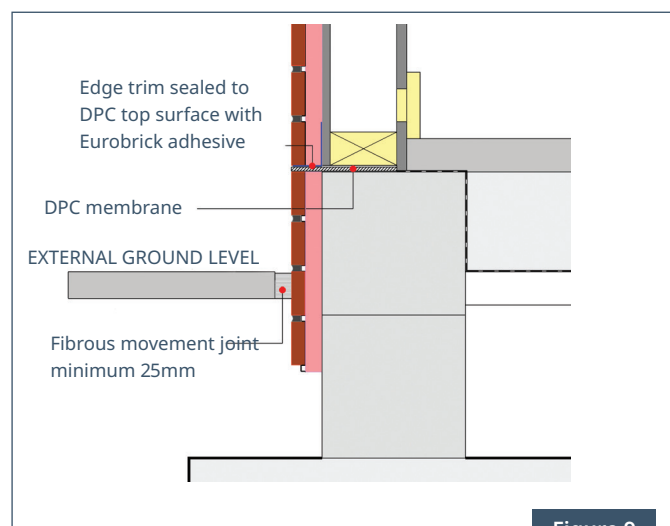 Edge trim sealed to
DPC top surface with
Eurobrick adhesive
DPC membrane
EXTERNAL GROUND LEVEL
Fibrous movement joint
minimum 25mm
Figure